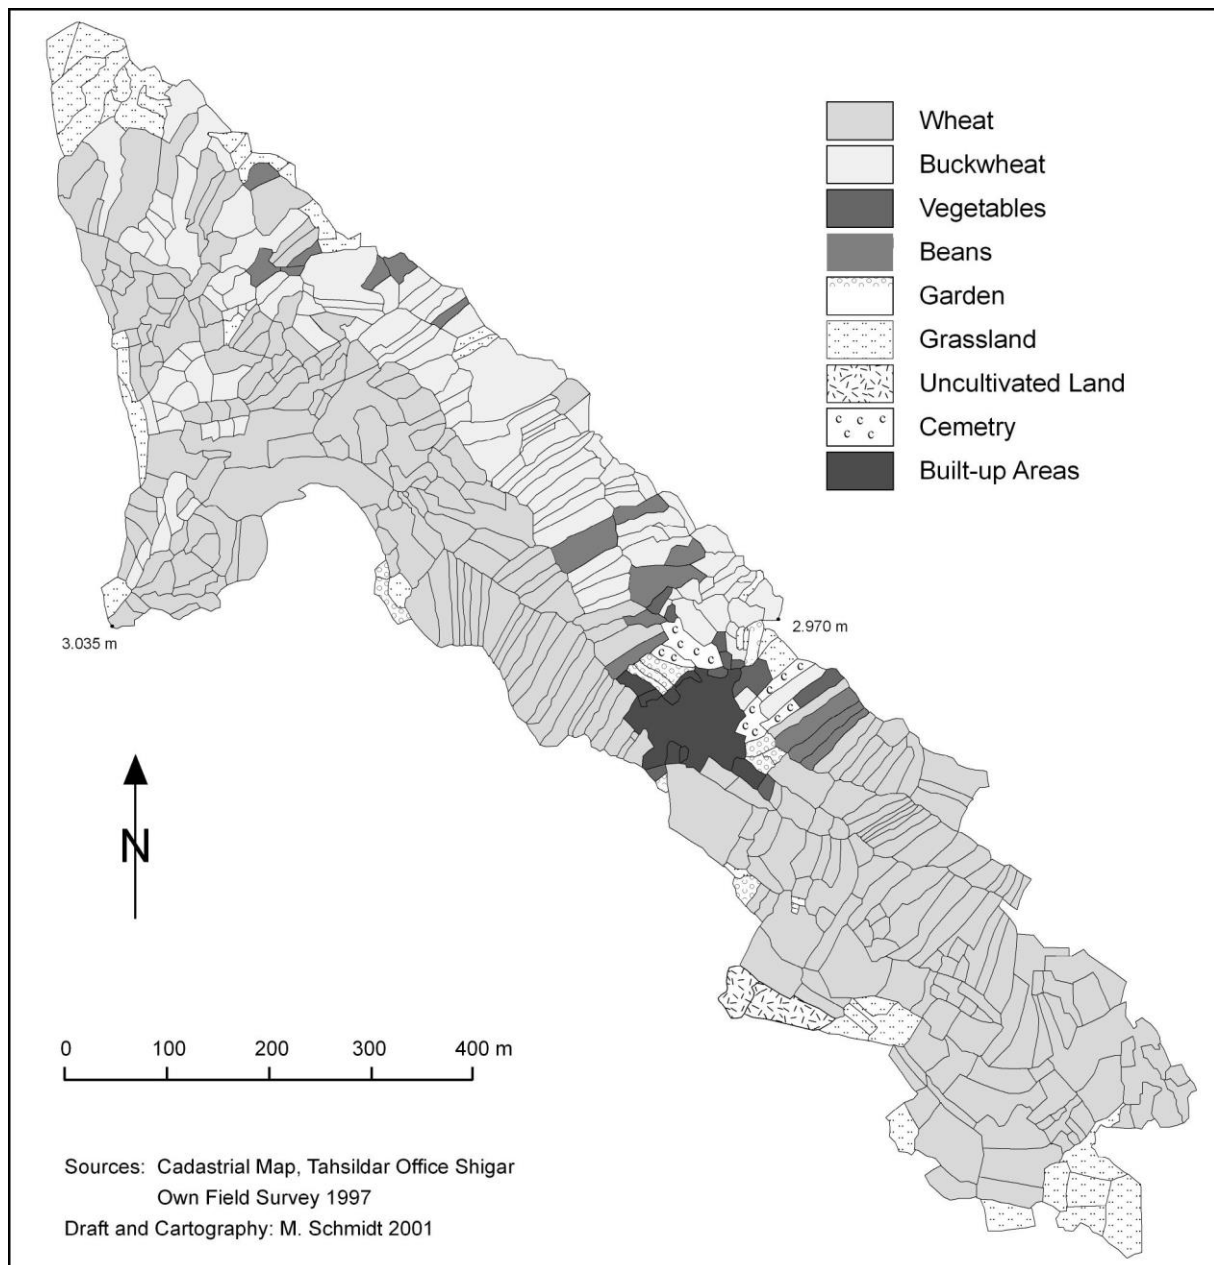 Wheat
Buckwheat
Vegetables
Beans
Garden
Grassland
Uncultivated Land
Cemetry
Built-up Areas
3.035 m
2.970 m
N
0 100 200 300 400 m
Sources: Cadastrial Map, Tahsildar Office Shigar
Own Field Survey 1997
Draft and Cartography: M. Schmidt 2001